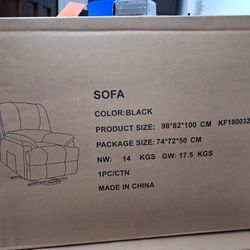 SOFA
COLOR:BLACK
PRODUCT SIZE: 98*82*100 CM KF180032
PACKAGE SIZE:74*72*50 CM
NW: 14 KGS GW: 17.5 KGS
1PC/CTN
MADE IN CHINA